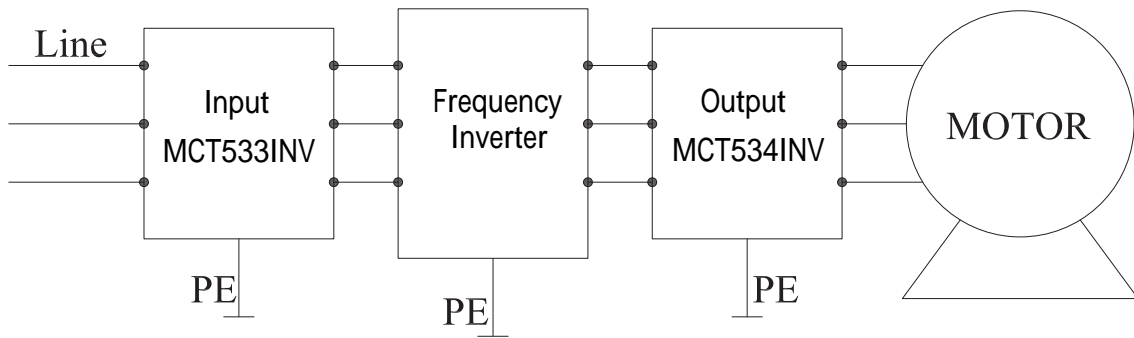 Line
Input
MCT533INV
Frequency
Inverter
Output
MCT534INV
MOTOR
PE
PE
PE